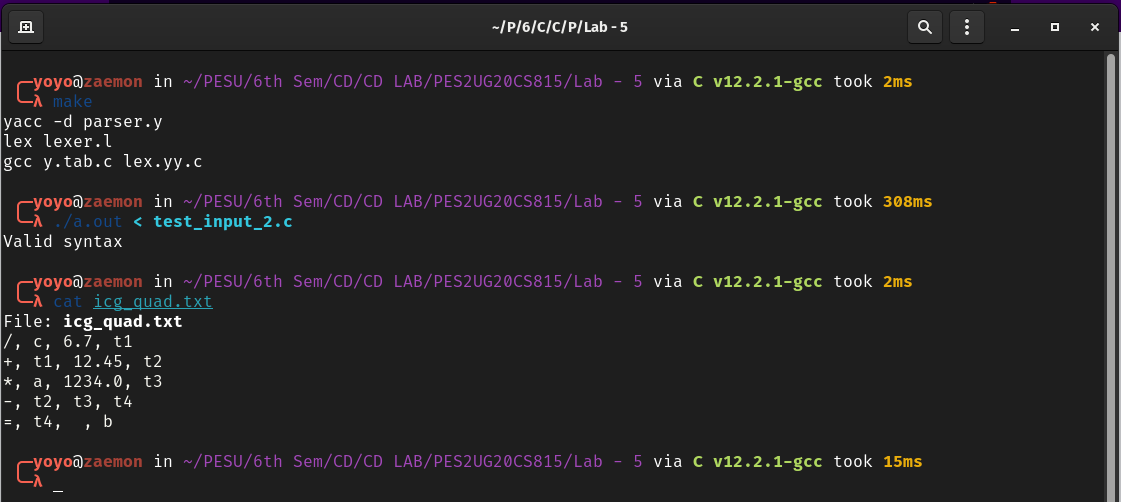 ~/P/6/C/C/P/Lab - 5
yoyo@zaemon in ~/PESU/6th Sem/CD/CD LAB/PES2UG20CS815/Lab - 5 via C v12.2.1-gcc took 2ms
λ make
yacc -d parser.y
lex lexer.l
gcc y.tab.c lex.yy.c
yoyo@zaemon in ~/PESU/6th Sem/CD/CD LAB/PES2UG20CS815/Lab - 5 via C v12.2.1-gcc took 308ms
λ ./a.out < test_input_2.c
Valid syntax
yoyo@zaemon in ~/PESU/6th Sem/CD/CD LAB/PES2UG20CS815/Lab - 5 via C v12.2.1-gcc took 2ms
λ cat icg_quad.txt
File: icg_quad.txt
/, c, 6.7, t1
+, t1, 12.45, t2
*, a, 1234.0, t3
-, t2, t3, t4
=, t4,  , b
yoyo@zaemon in ~/PESU/6th Sem/CD/CD LAB/PES2UG20CS815/Lab - 5 via C v12.2.1-gcc took 15ms
λ _